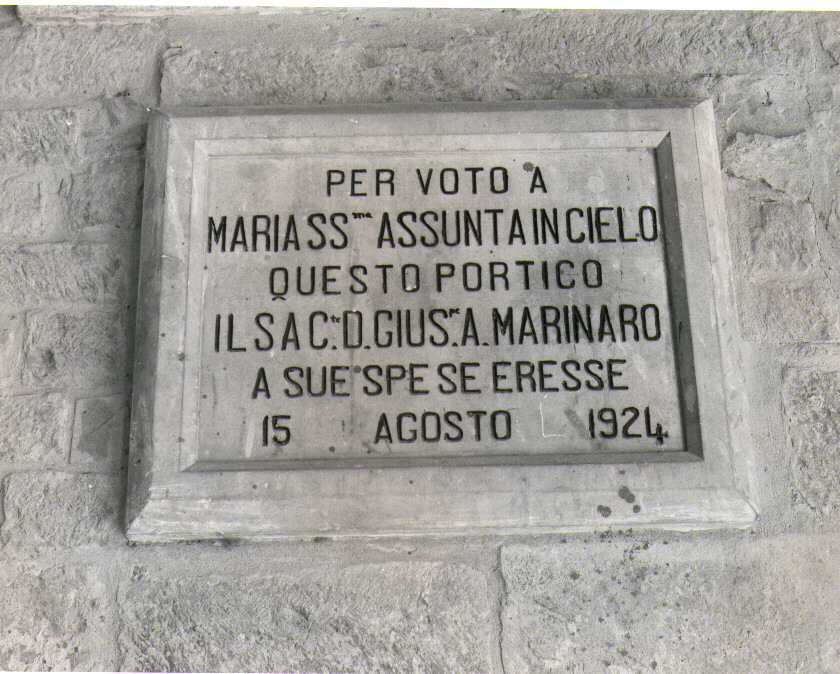 PER VOTO A
MARIA SS.ma ASSUNTA IN CIELO
QUESTO PORTICO
IL SAC.te D. GIUS.pe A. MARINARO
A SUE SPESE ERESSE
15 AGOSTO 1924